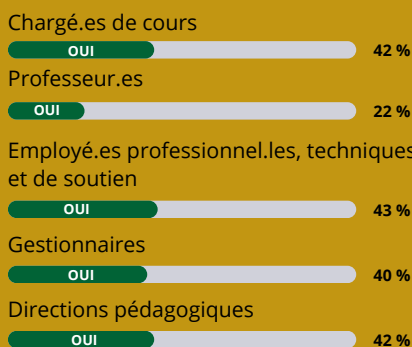 Chargé.es de cours
OUI 42 %
Professeur.es
OUI 22 %
Employé.es professionnel.les, techniques
et de soutien
OUI 43 %
Gestionnaires
OUI 40 %
Directions pédagogiques
OUI 42 %